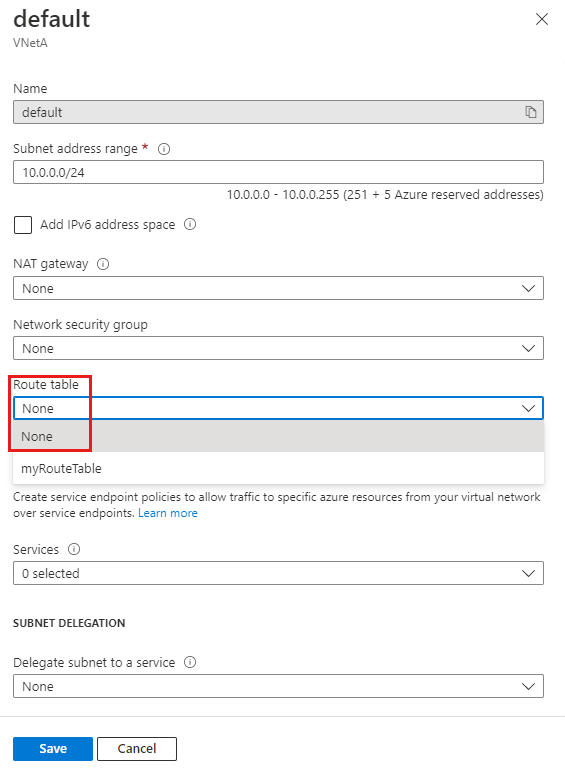 default
VNetA
Name
default
Subnet address range *
10.0.0.0/24
10.0.0.0 - 10.0.0.255 (251 + 5 Azure reserved addresses)
Add IPv6 address space
NAT gateway
None
Network security group
None
Route table
None
None
myRouteTable
Create service endpoint policies to allow traffic to specific azure resources from your virtual network
over service endpoints. Learn more
Services
0 selected
SUBNET DELEGATION
Delegate subnet to a service
None
Save
Cancel